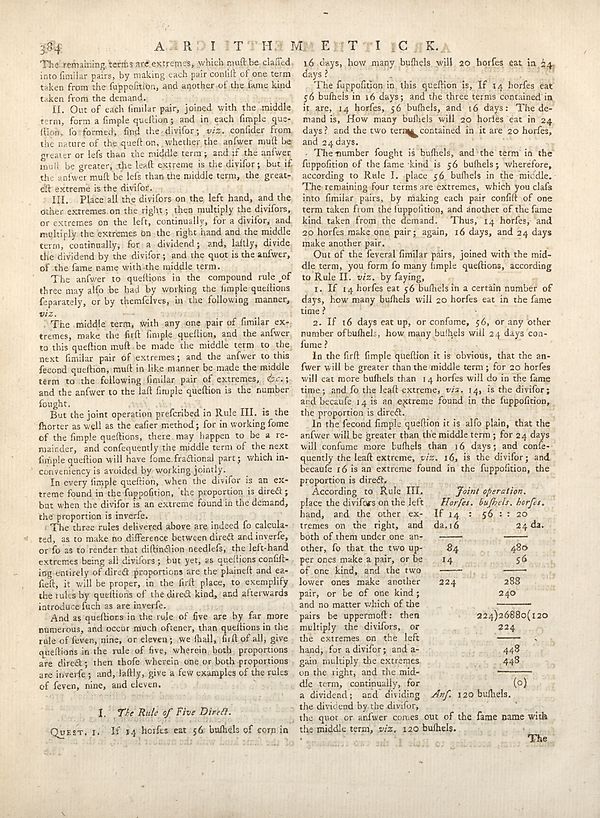 384 ARITHMETICK.
The remaining terms are extremes, which must be classed
into similar pairs, by making each pair consist of one term
taken from the supposition, and another of the same kind
taken from the demand.
II. Out of each similar pair, joined with the middle
term, form a simple question; and in each simple que-
stion, so formed, find the divisor; viz. consider from
the nature of the question, whether the answer must be
greater or less than the middle term; and if the answer
must be greater, the least extreme is the divisor; but if
the answer must be less than the middle term, the great-
est extreme is the divisor.
III. Place all the divisors on the left hand, and the
other extremes on the right; then multiply the divisors,
or extremes on the left, continually, for a divisor, and
multiply the extremes on the right hand and the middle
term, continually, for a dividend; and, lastly, divide
the dividend by the divisor; and the quot is the answer,
of the same name with the middle term.
The answer to questions in the compound rule of
three may also be had by working the simple questions
separately, or by themselves, in the following manner,
viz.
The middle term, with any one pair of similar ex-
tremes, make the first simple question, and the answer
to this question must be made the middle term to the
next similar pair of extremes; and the answer to this
second question, must in like manner be made the middle
term to the following similar pair of extremes, &c.;
and the answer to the last simple question is the number
sought.
But the joint operation prescribed in Rule III. is the
shorter as well as the easier method; for in working some
of the simple questions, there may happen to be a re-
mainder, and consequently the middle term of the next
simple question will have some fractional part; which in-
conveniency is avoided by working jointly.
In every simple question, when the divisor is an ex-
treme found in the supposition, the proportion is direct;
but when the divisor is an extreme found in the demand,
the proportion is inverse.
The three rules delivered above are indeed so calcula-
ted, as to make no difference between direct and inverse,
or so as to render that distinction needless, the left-hand
extremes being all divisors; but yet, as questions consist-
ing entirely of direct proportions are the plainest and ea-
siest, it will be proper, in the first place, to exemplify
the rules by questions of the direct kind, and afterwards
introduce such as are inverse.
And as questions in the rule of five are by far more
numerous, and occur much oftener, than questions in the
rule of seven, nine, or eleven; we shall, first of all, give
questions in the rule of five, wherein both proportions
are direct; then those wherein one or both proportions
are inverse; and, lastly, give a few examples of the rules
of seven, nine, and eleven.
I. The Rule of Five Direct.
QUEST. 1. If 14 horses eat 56 bushels of corn in
16 days, how many bushels will 20 horses eat in 24
days?
The supposition in this question is, If 14 horses eat
56 bushels in 16 days; and the three terms contained in
it are, 14 horses, 56 bushels, and 16 days: The de-
mand is, How many bushels will 20 horses eat in 24
days? and the two terms contained in it are 20 horses,
and 24 days.
The number sought is bushels, and the term in the
supposition of the same kind is 56 bushels; wherefore,
according to Rule I. place 56 bushels in the middle.
The remaining four terms are extremes, which you class
into similar pairs, by making each pair consist of one
term taken from the supposition, and another of the same
kind taken from the demand. Thus, 14 horses, and
20 horses make one pair; again, 16 days, and 24 days
make another pair.
Out of the several similar pairs, joined with the mid-
dle term, you form so many simple questions, according
to Rule II. viz. by saying,
1. If 14 horses eat 56 bushels in a certain number of
days, how many bushels will 20 horses eat in the same
time?
2. If 16 days eat up, or consume, 56, or any other
number of bushels, how many bushels will 24 days con-
sume?
In the first simple question it is obvious, that the an-
swer will be greater than the middle term; for 20 horses
will eat more bushels than 14 horses will do in the same
time; and so the least extreme, viz. 14, is the divisor;
and because 14 is an extreme found in the supposition,
the proportion is direct.
In the second simple question it is also plain, that the
answer will be greater than the middle term; for 24 days
will consume more bushels than 16 days; and conse-
quently the least extreme, viz. 16, is the divisor; and
because 16 is an extreme found in the supposition, the
proportion is direct.
According to Rule III.
place the divisors on the left
hand, and the other ex-
tremes on the right, and
both of them under one an-
other, so that the two up-
per ones make a pair, or be
of one kind, and the two
lower ones make another
pair, or be of one kind;
and no matter which of the
pairs be uppermost: then
multiply the divisors, or
the extremes on the left
hand, for a divisor; and a-
gain multiply the extremes
on the right, and the mid-
dle term, continually, for
a dividend; and dividing
the dividend by the divisor,
the quot or answer comes out of the same name with
the middle term, viz. 120 bushels.
Joint operation.
Horses. bushels. horses.
If 14 : 56 :: 20
da. 16 24 da.
84 480
14 56
224 288
240
224)26880(120
224
448
448
(0)
Ans. 120 bushels.
The